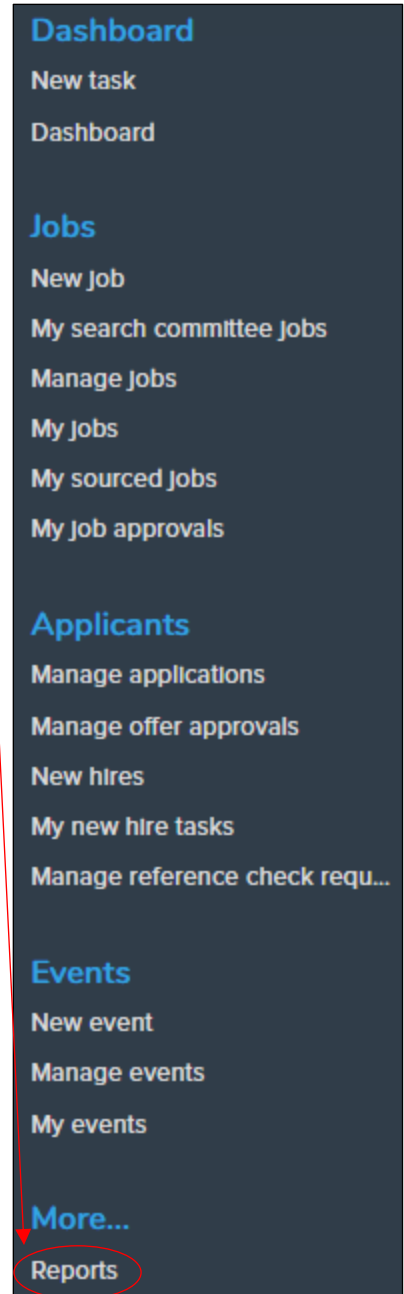 Dashboard
New task
Dashboard
Jobs
New job
My search committee jobs
Manage jobs
My jobs
My sourced jobs
My job approvals
Applicants
Manage applications
Manage offer approvals
New hires
My new hire tasks
Manage reference check requ...
Events
New event
Manage events
My events
More...
Reports